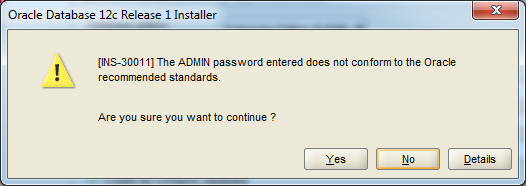 Oracle Database 12c Release 1 Installer
[INS-30011] The ADMIN password entered does not conform to the Oracle
recommended standards.
Are you sure you want to continue ?
Yes No Details